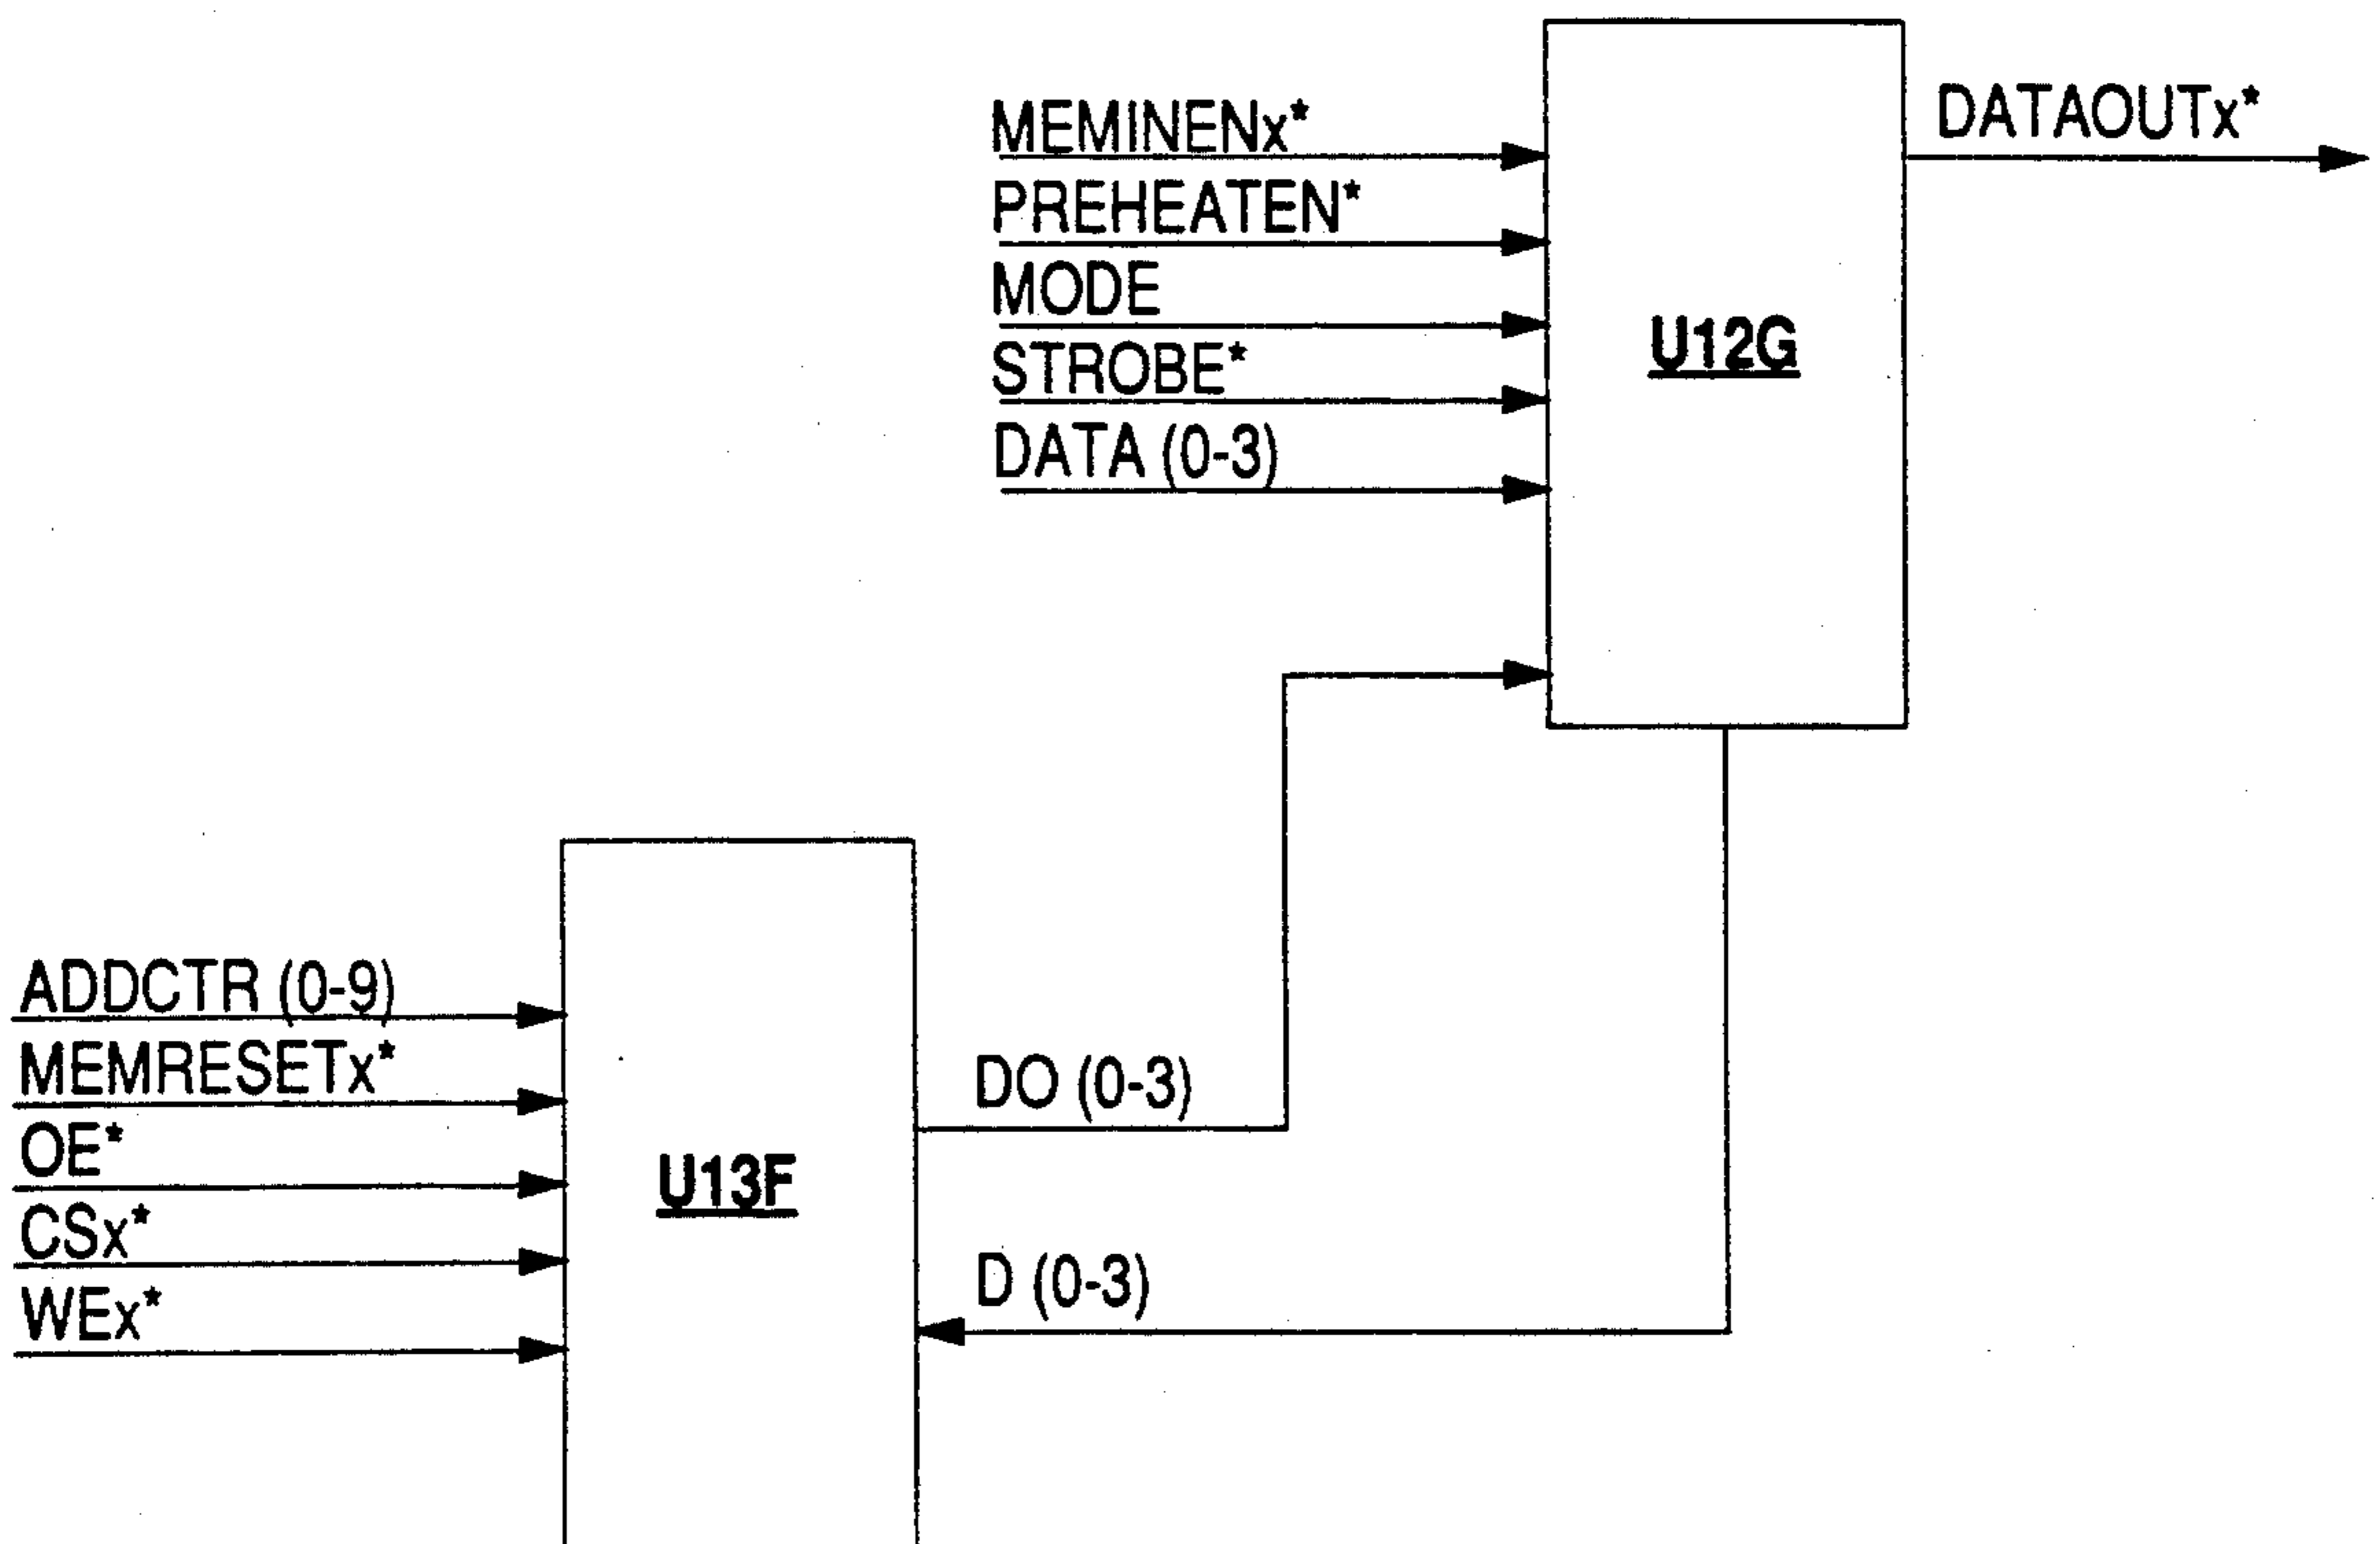 MEMINENx*
DATAOUTx*
PREHEATEN*
MODE
STROBE*
U12G
DATA (0-3)
ADDCTR (0-9)
MEMRESETx*
DO (0-3)
OE*
U13F
CSx*
D (0-3)
WEx*